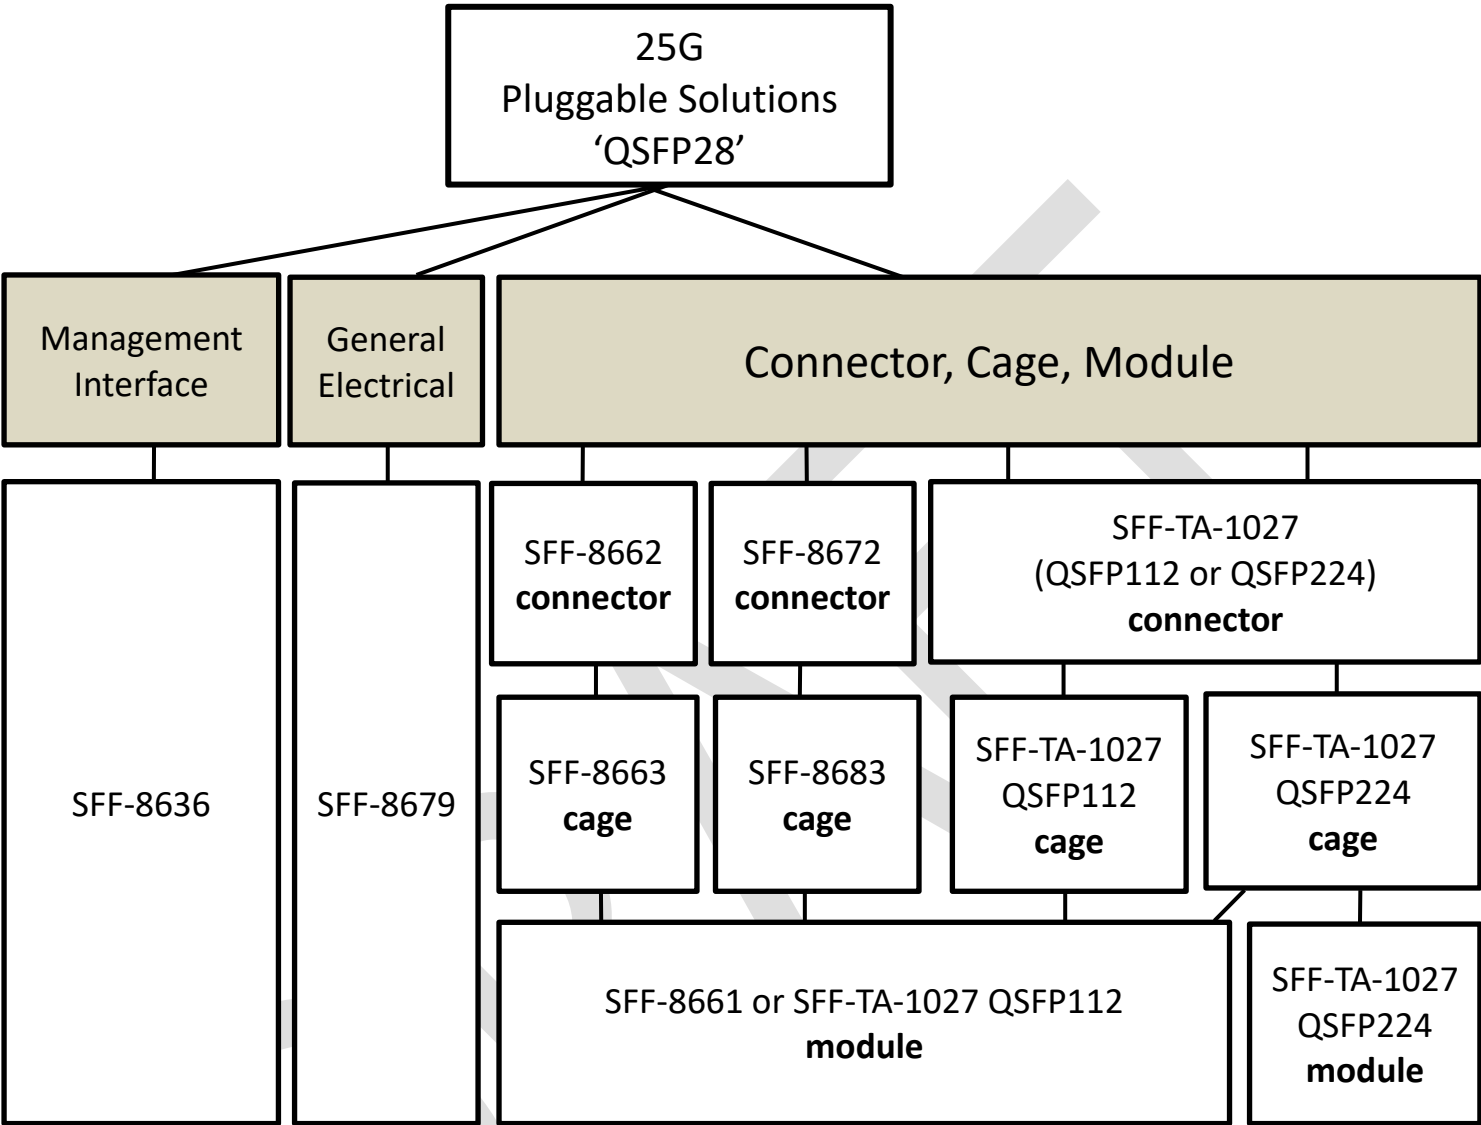 25G
Pluggable Solutions
‘QSFP28’
Management
Interface
General
Electrical
Connector, Cage, Module
SFF-8636
SFF-8679
SFF-8662
connector
SFF-8672
connector
SFF-TA-1027
(QSFP112 or QSFP224)
connector
SFF-8663
cage
SFF-8683
cage
SFF-TA-1027
QSFP112
cage
SFF-TA-1027
QSFP224
cage
SFF-8661 or SFF-TA-1027 QSFP112
module
SFF-TA-1027
QSFP224
module